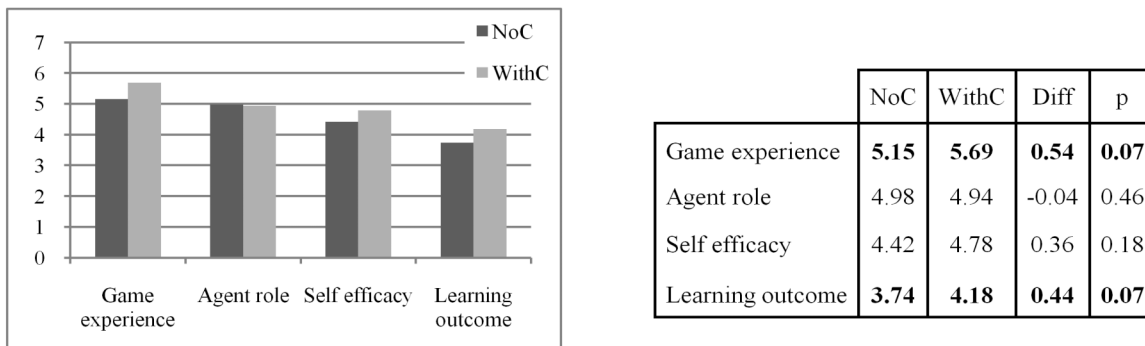 7
6
5
4
3
2
1
0
NoC
WithC
Game
experience
Agent role
Self efficacy
Learning
outcome
NoC WithC Diff p
Game experience 5.15 5.69 0.54 0.07
Agent role 4.98 4.94 -0.04 0.46
Self efficacy 4.42 4.78 0.36 0.18
Learning outcome 3.74 4.18 0.44 0.07